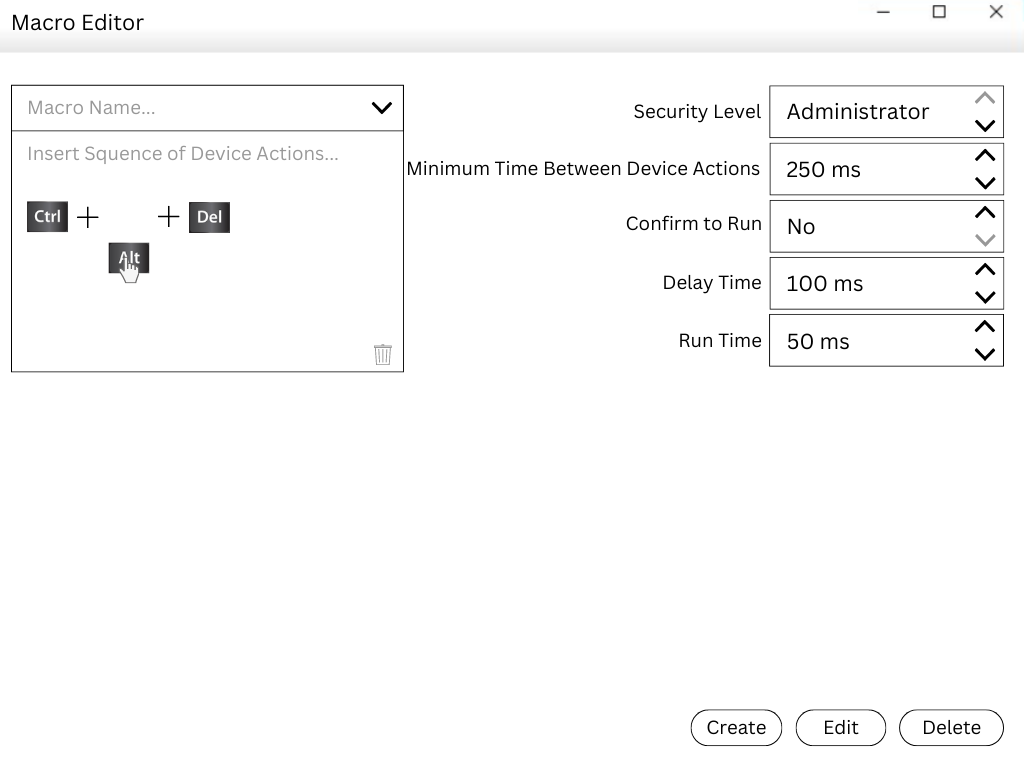 Macro Editor
Macro Name...
Insert Squence of Device Actions...
Ctrl + + Del
Alt
Security Level Administrator
Minimum Time Between Device Actions 250 ms
Confirm to Run No
Delay Time 100 ms
Run Time 50 ms
Create Edit Delete